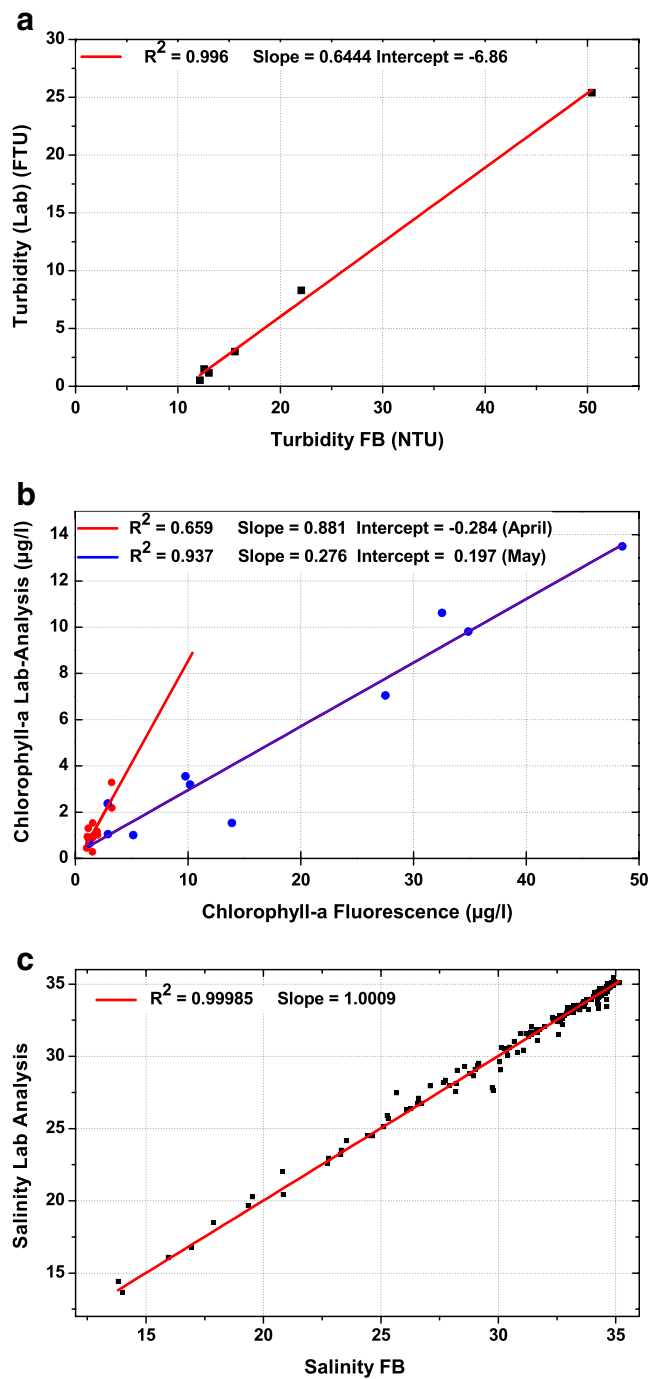 a
R2 = 0.996 Slope = 0.6444 Intercept = -6.86
30
25
20
15
10
5
0
0 10 20 30 40 50
Turbidity (Lab) (FTU)
Turbidity FB (NTU)
b
R2 = 0.659 Slope = 0.881 Intercept = -0.284 (April)
R2 = 0.937 Slope = 0.276 Intercept = 0.197 (May)
14
12
10
8
6
4
2
0
0 10 20 30 40 50
Chlorophyll-a Lab-Analysis (µg/l)
Chlorophyll-a Fluorescence (µg/l)
c
R2 = 0.99985 Slope = 1.0009
35
30
25
20
15
15 20 25 30 35
Salinity Lab Analysis
Salinity FB